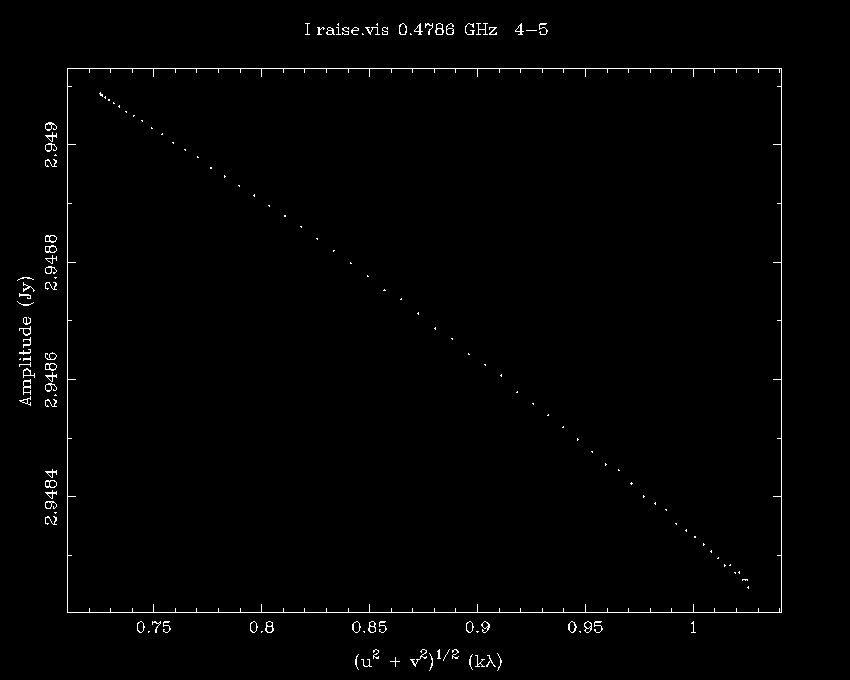 I raise.vis 0.4786 GHz 4−5
2.949
2.9488
2.9486
2.9484
Amplitude (Jy)
0.75 0.8 0.85 0.9 0.95 1
(u² + v²)^1/2 (kλ)